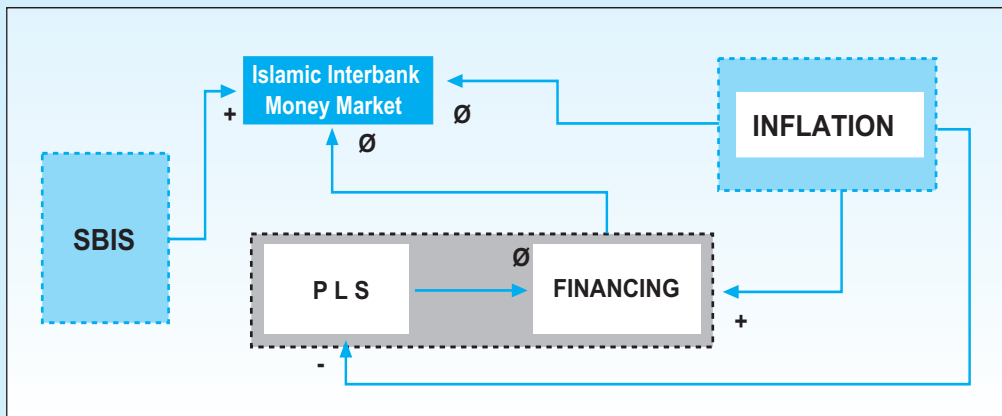 Islamic Interbank
Money Market
+
Ø
Ø
INFLATION
SBIS
Ø
P L S
FINANCING
+
-